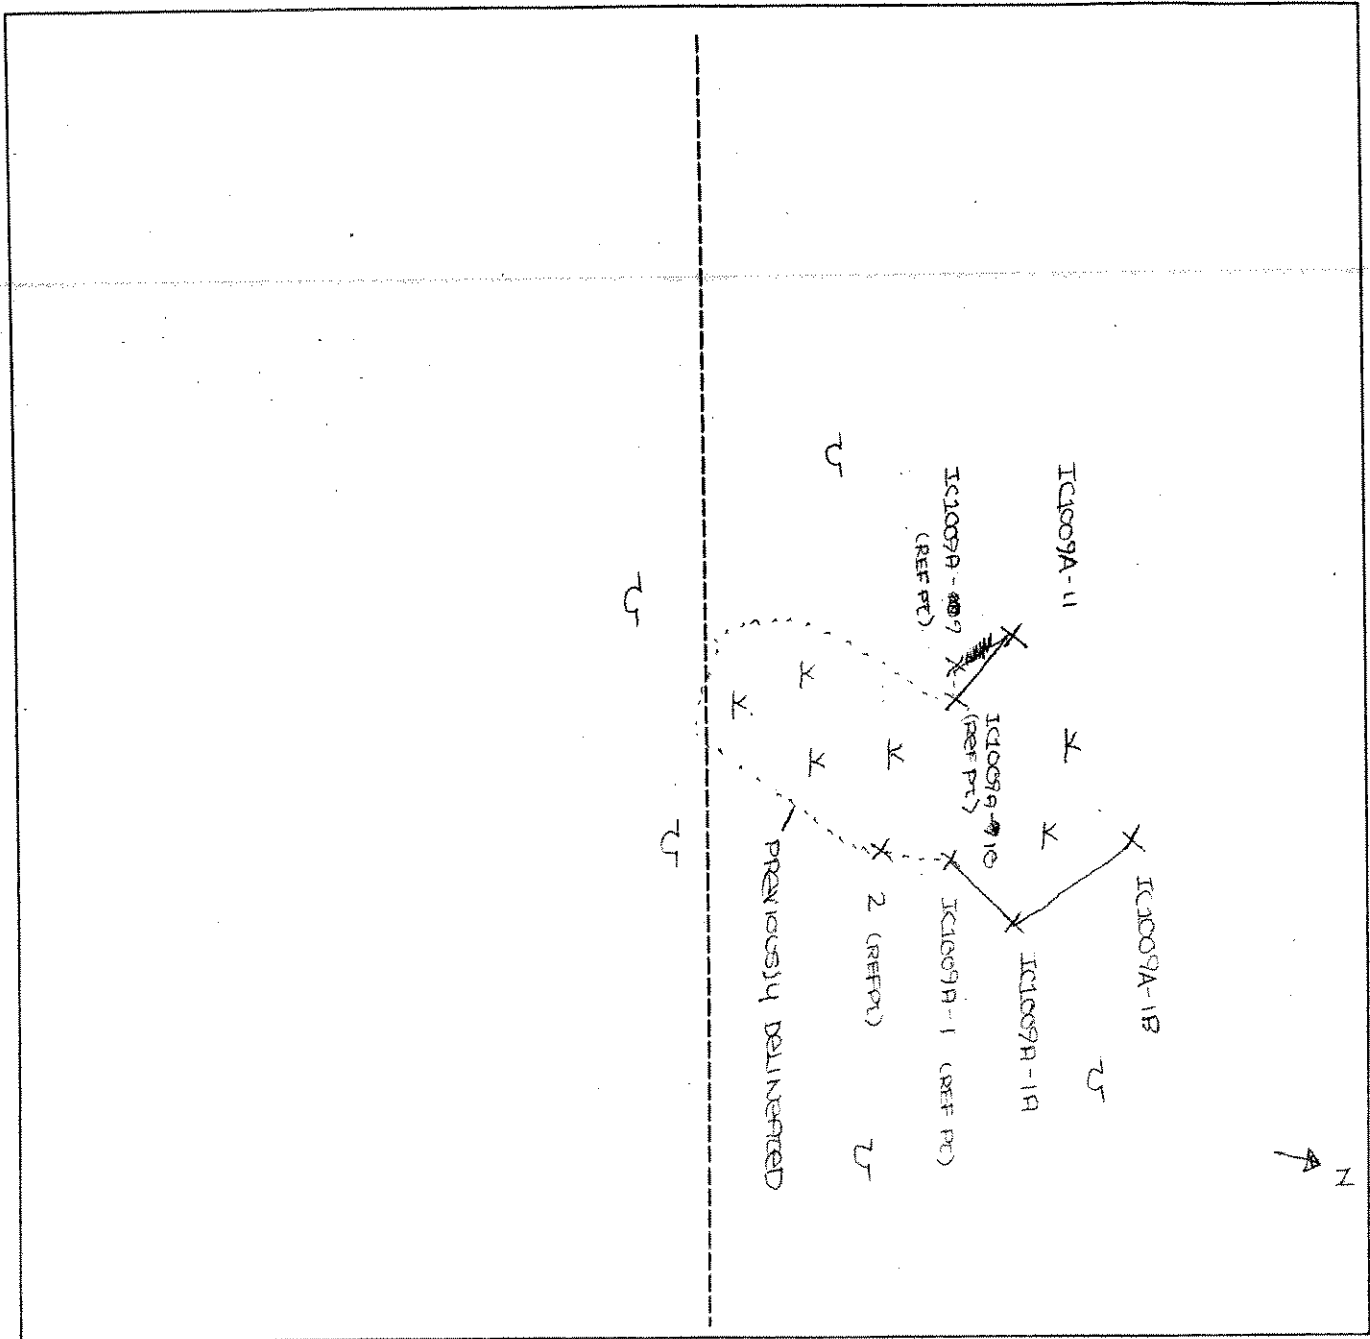 N
IC1009A-1B
U
IC1009A-11
IC1009A-1A
IC1009A-10
(REF PT)
IC1009A-9
(REF PT)
IC1009A-1 (REF PT)
2 (REF PT)
U
U
PREVIOUSLY DELINEATED
U
U